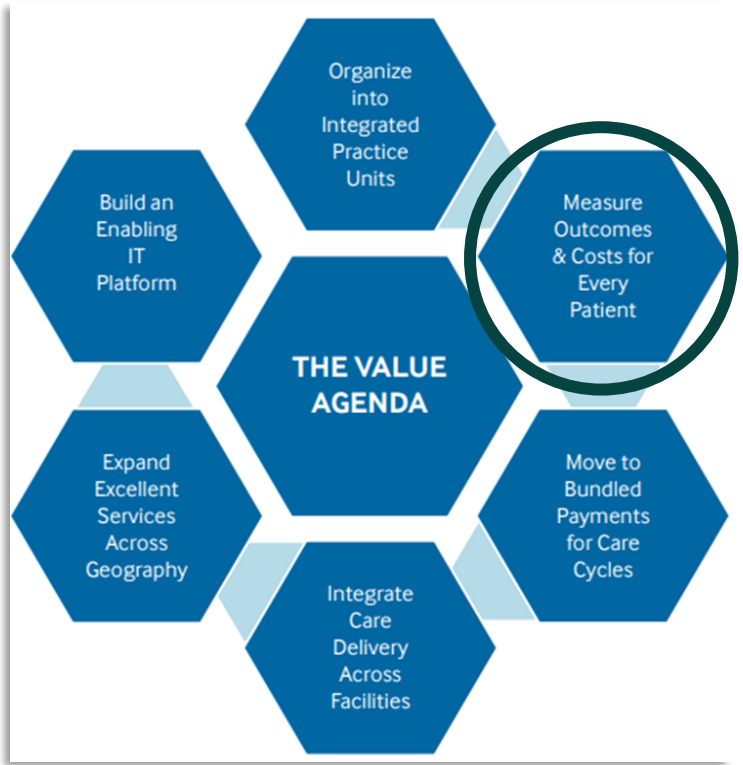 Organize
into
Integrated
Practice
Units
Measure
Outcomes
& Costs for
Every
Patient
Move to
Bundled
Payments
for Care
Cycles
Integrate
Care
Delivery
Across
Facilities
Expand
Excellent
Services
Across
Geography
Build an
Enabling
IT
Platform
THE VALUE
AGENDA